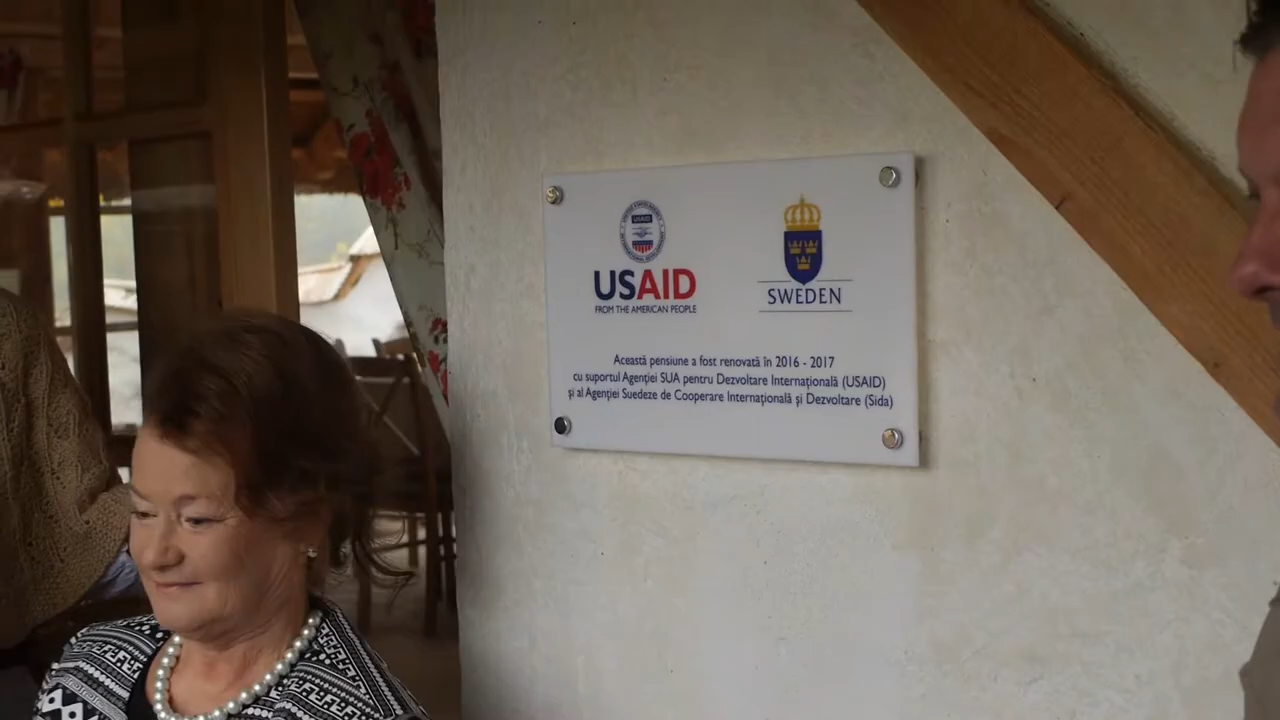 USAID
USAID
FROM THE AMERICAN PEOPLE
SWEDEN
Această pensiune a fost renovată în 2016 - 2017
cu suportul Agenției SUA pentru Dezvoltare Internațională (USAID)
și al Agenției Suedeze de Cooperare Internațională și Dezvoltare (Sida)